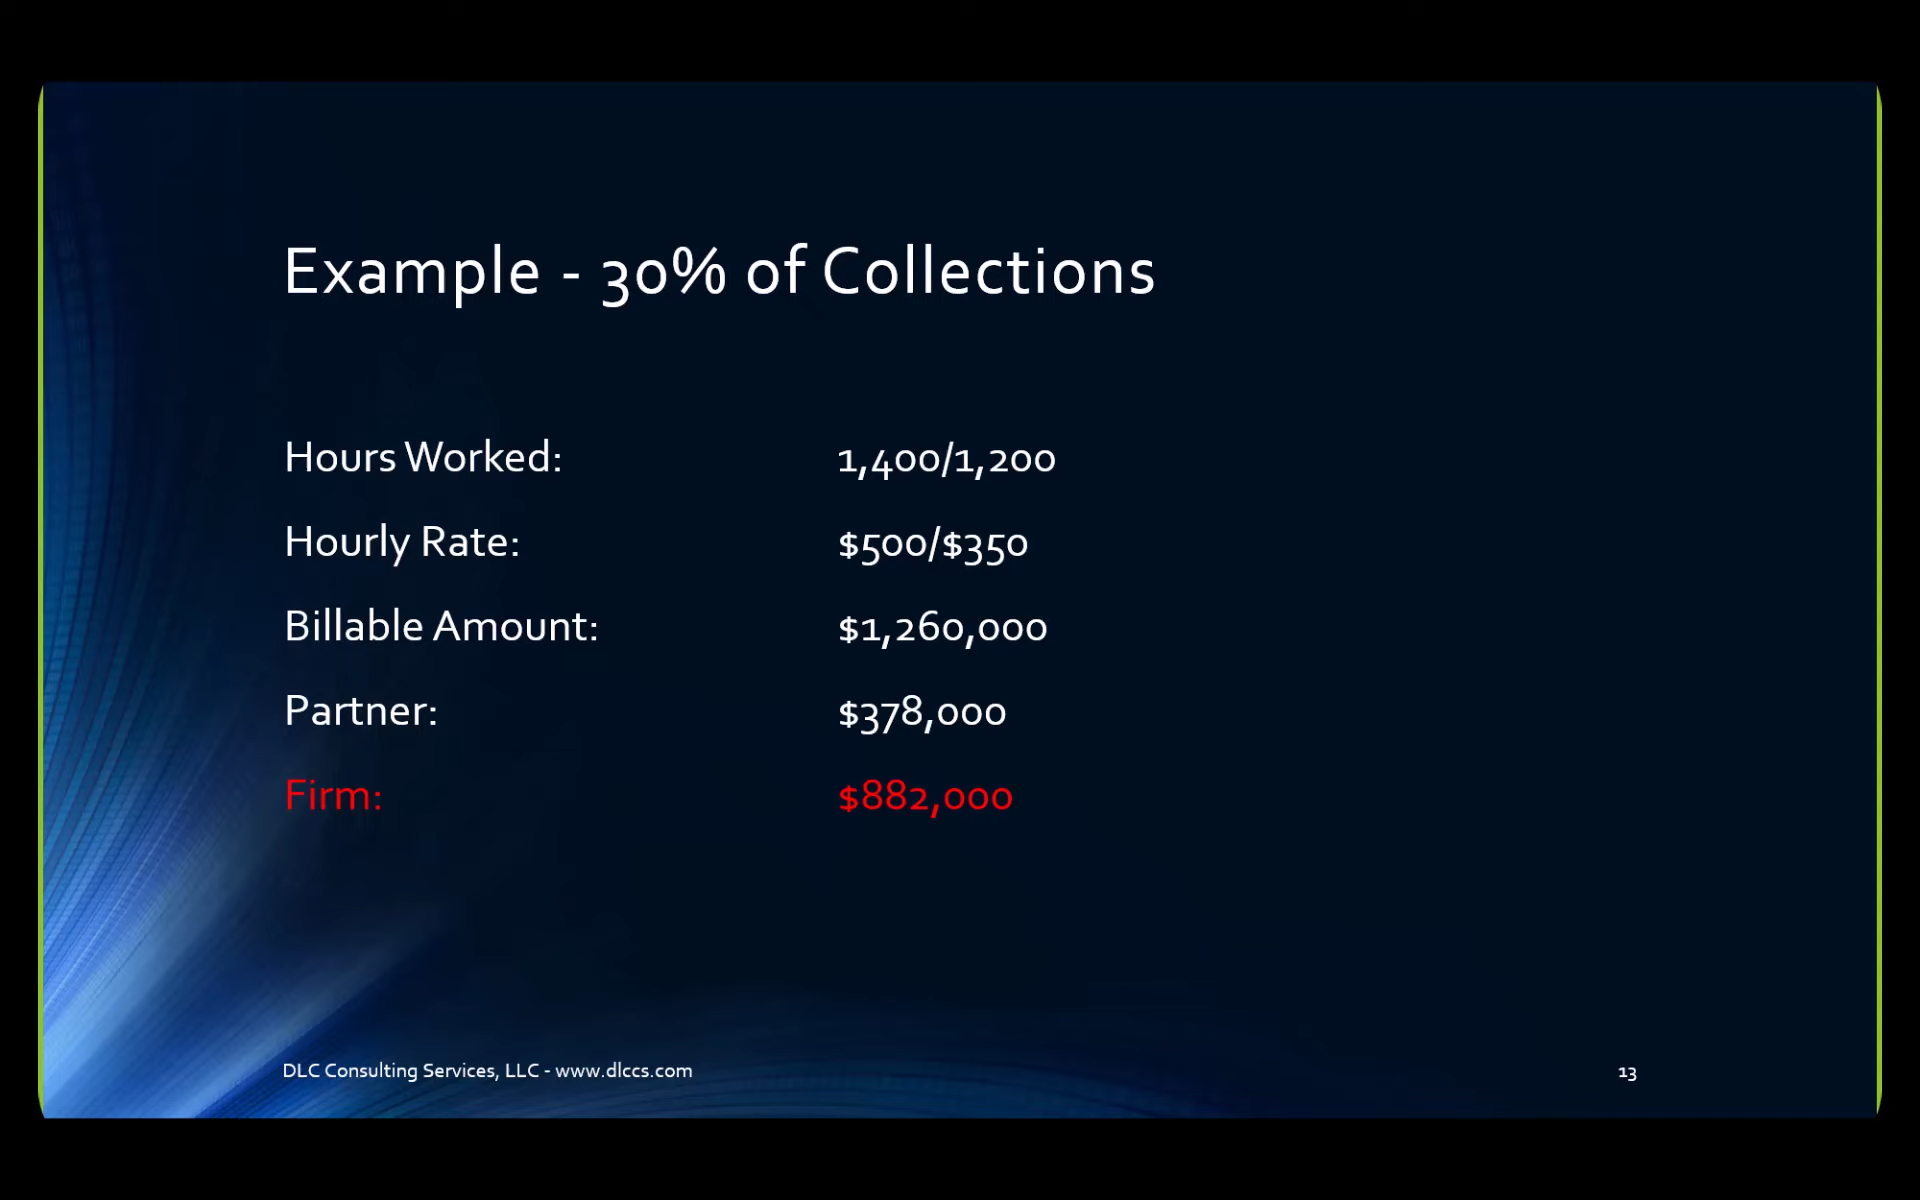 Example - 30% of Collections
Hours Worked: 1,400/1,200
Hourly Rate: $500/$350
Billable Amount: $1,260,000
Partner: $378,000
Firm: $882,000
DLC Consulting Services, LLC - www.dlccs.com 13